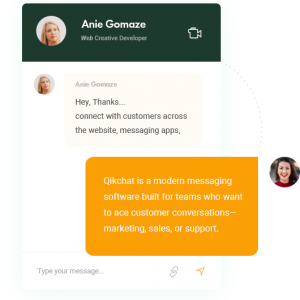 Anie Gomaze
Web Creative Developer
Anie Gomaze
Hey, Thanks...
connect with customers across
the website, messaging apps,
Qikchat is a modern messaging
software built for teams who want
to ace customer conversations—
marketing, sales, or support.
Type your message...